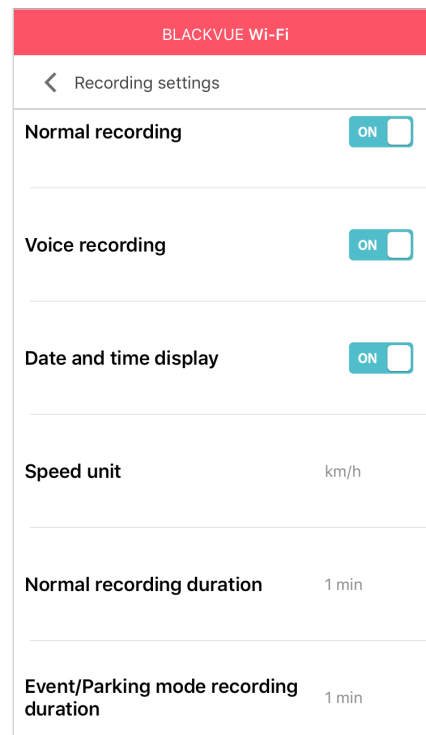 BLACKVUE Wi-Fi
Recording settings
Normal recording ON
Voice recording ON
Date and time display ON
Speed unit km/h
Normal recording duration 1 min
Event/Parking mode recording
duration 1 min